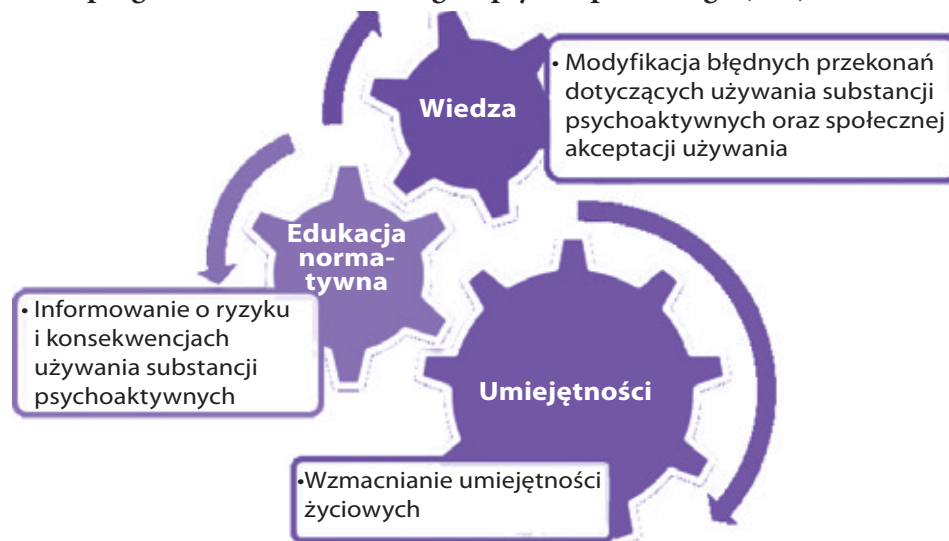 Wiedza
• Modyfikacja błędnych przekonań
dotyczących używania substancji
psychoaktywnych oraz społecznej
akceptacji używania
Edukacja
norma-
tywna
• Informowanie o ryzyku
i konsekwencjach
używania substancji
psychoaktywnych
Umiejętności
•Wzmacnianie umiejętności
życiowych